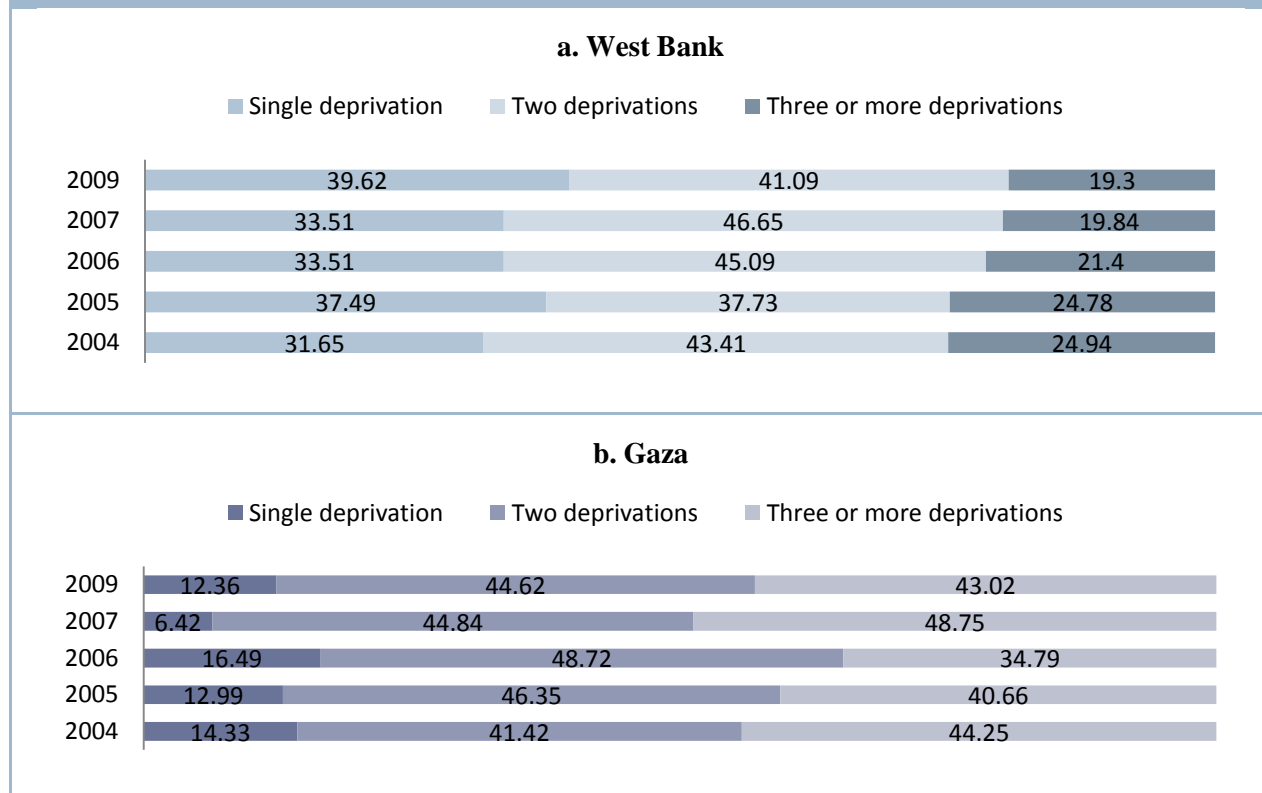 a. West Bank
Single deprivation Two deprivations Three or more deprivations
2009 39.62 41.09 19.3
2007 33.51 46.65 19.84
2006 33.51 45.09 21.4
2005 37.49 37.73 24.78
2004 31.65 43.41 24.94
b. Gaza
Single deprivation Two deprivations Three or more deprivations
2009 12.36 44.62 43.02
2007 6.42 44.84 48.75
2006 16.49 48.72 34.79
2005 12.99 46.35 40.66
2004 14.33 41.42 44.25